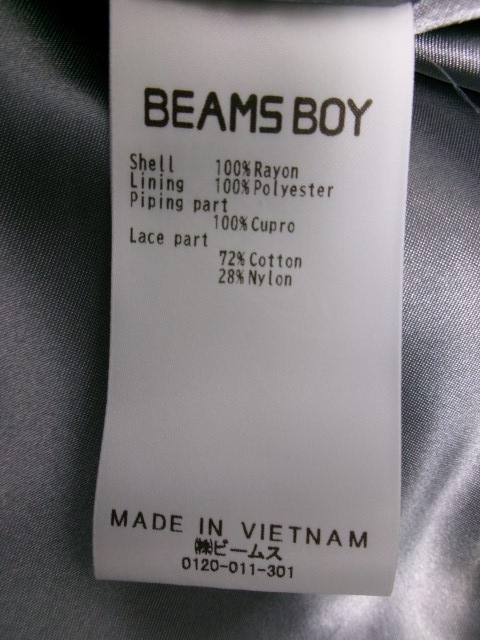 BEAMS BOY
Shell 100%Rayon
Lining 100%Polyester
Piping part
100%Cupro
Lace part
72%Cotton
28%Nylon
MADE IN VIETNAM
㈱ビームス
0120-011-301